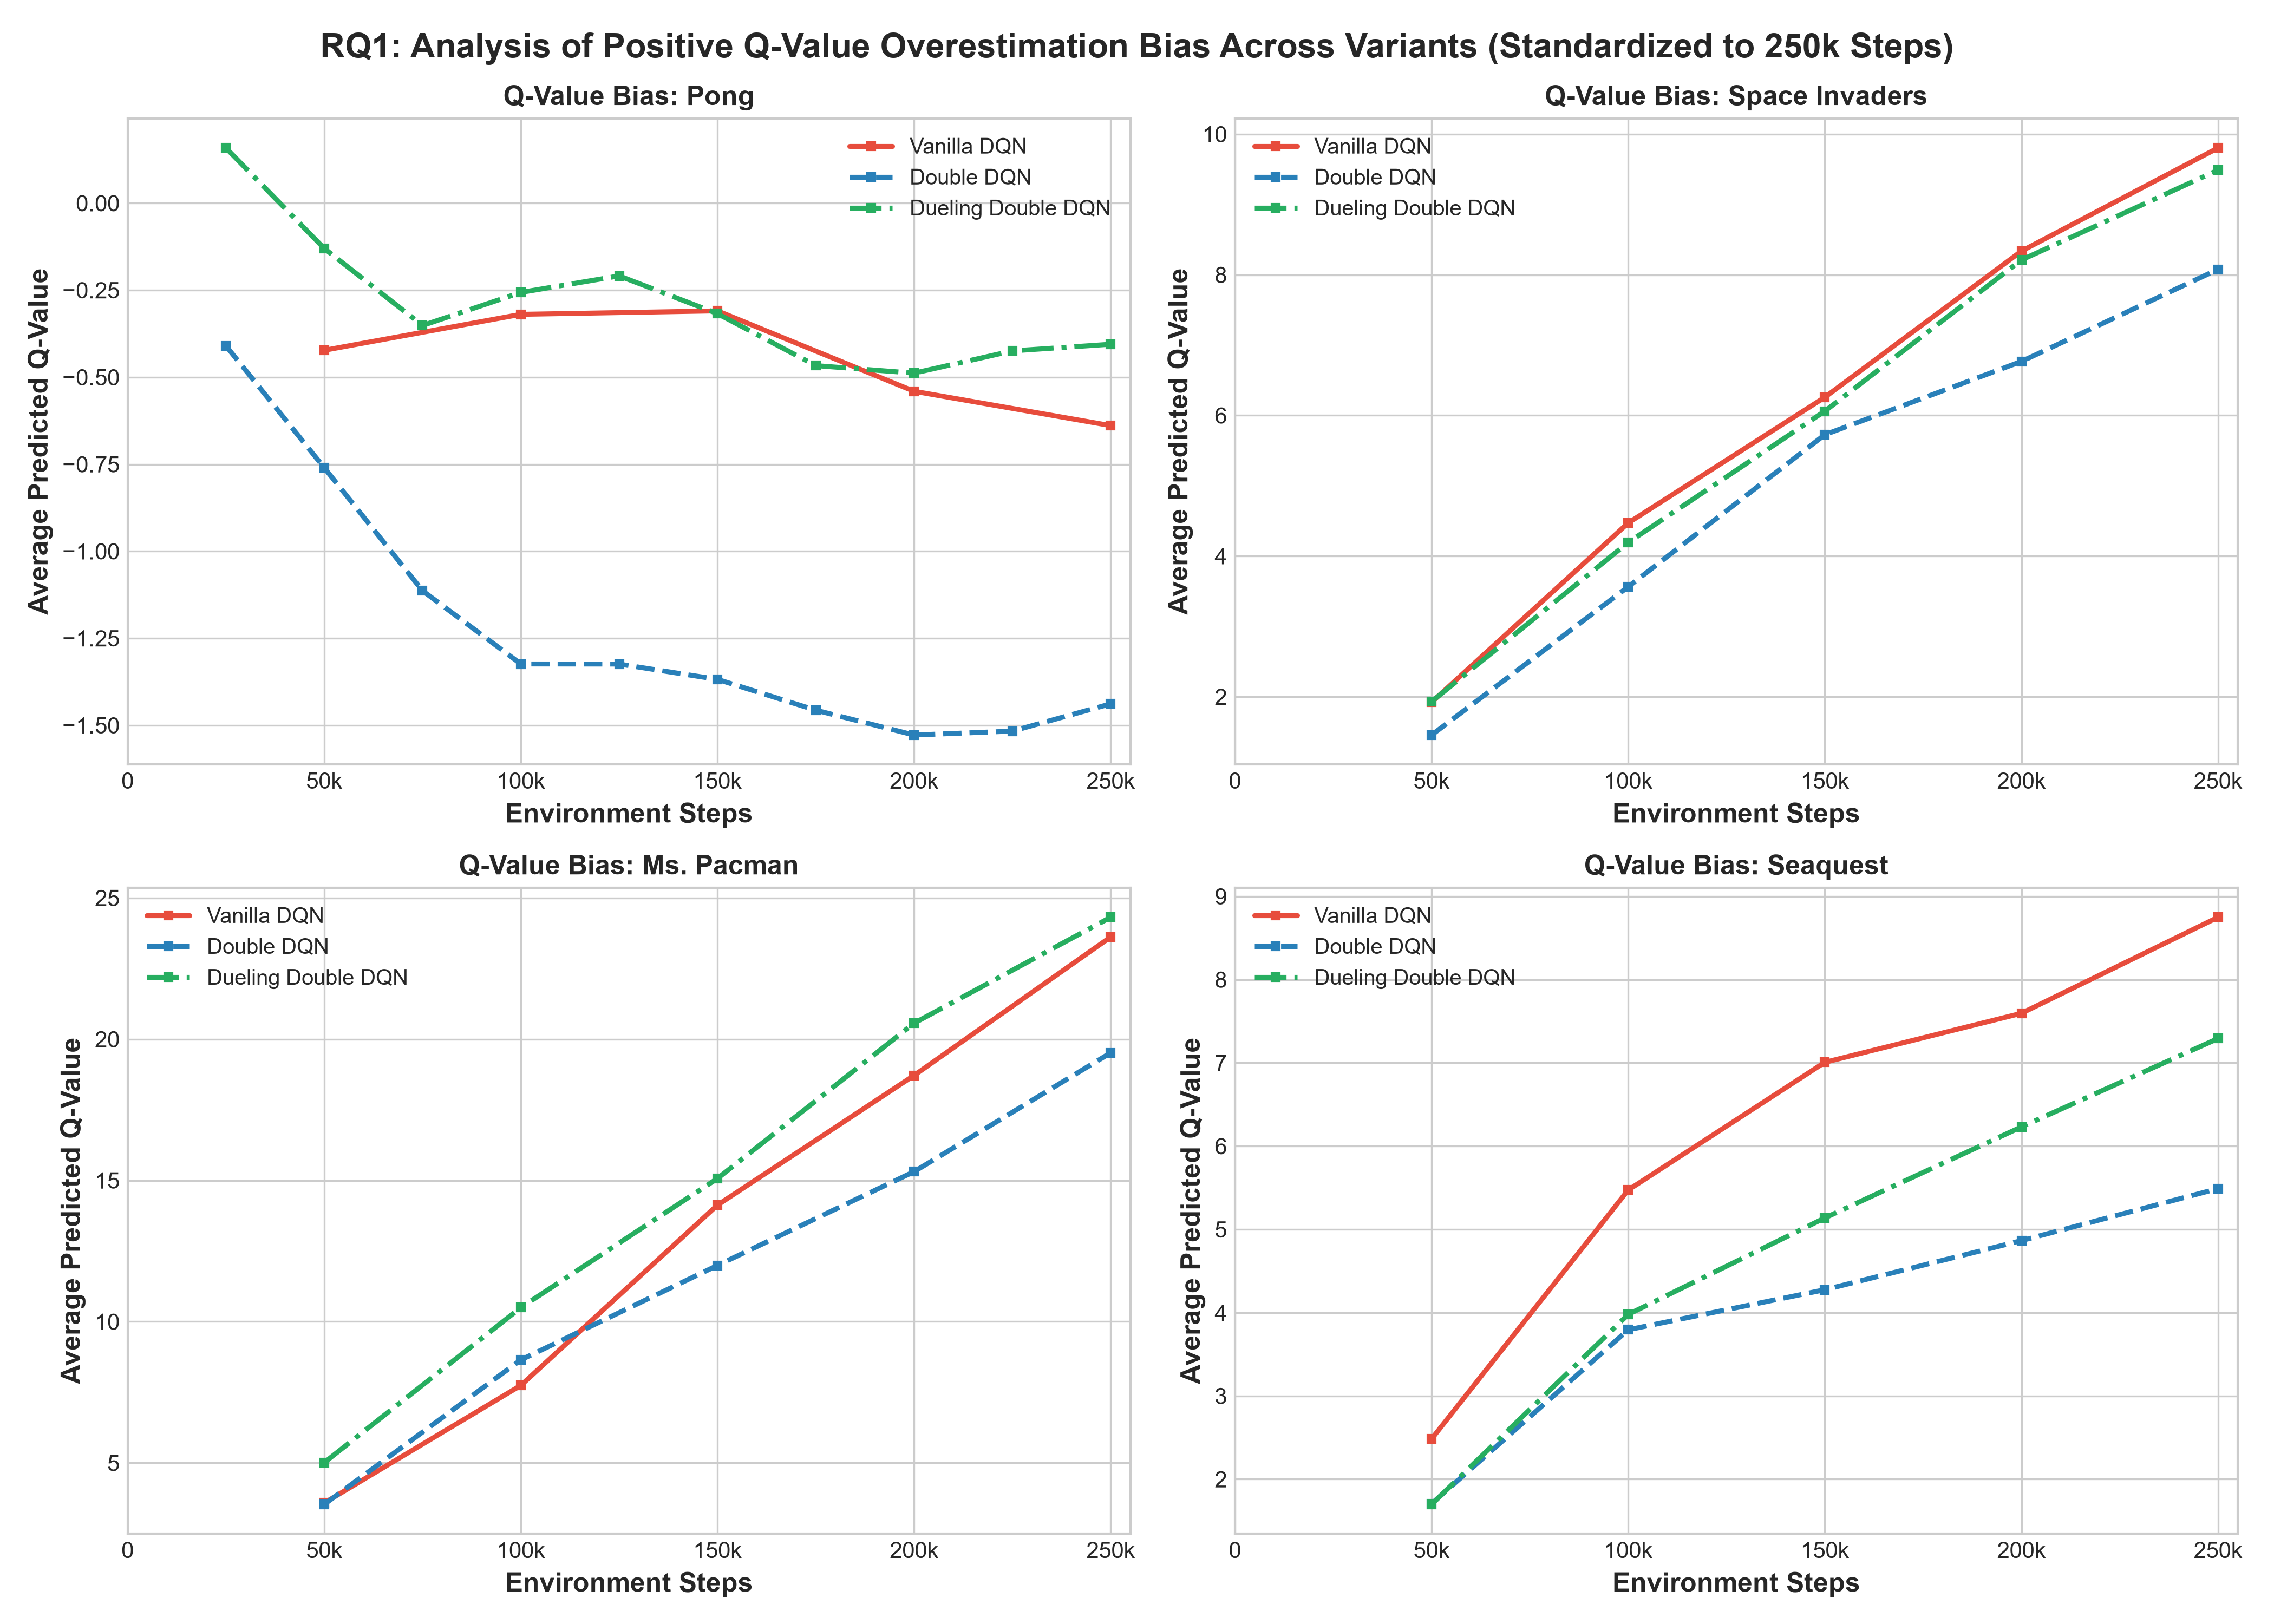 RQ1: Analysis of Positive Q-Value Overestimation Bias Across Variants (Standardized to 250k Steps)
Q-Value Bias: Pong
Vanilla DQN
Double DQN
Dueling Double DQN
Average Predicted Q-Value
0.00
−0.25
−0.50
−0.75
−1.00
−1.25
−1.50
0
50k
100k
150k
200k
250k
Environment Steps
Q-Value Bias: Space Invaders
Vanilla DQN
Double DQN
Dueling Double DQN
Average Predicted Q-Value
10
8
6
4
2
0
50k
100k
150k
200k
250k
Environment Steps
Q-Value Bias: Ms. Pacman
Vanilla DQN
Double DQN
Dueling Double DQN
Average Predicted Q-Value
25
20
15
10
5
0
50k
100k
150k
200k
250k
Environment Steps
Q-Value Bias: Seaquest
Vanilla DQN
Double DQN
Dueling Double DQN
Average Predicted Q-Value
9
8
7
6
5
4
3
2
0
50k
100k
150k
200k
250k
Environment Steps